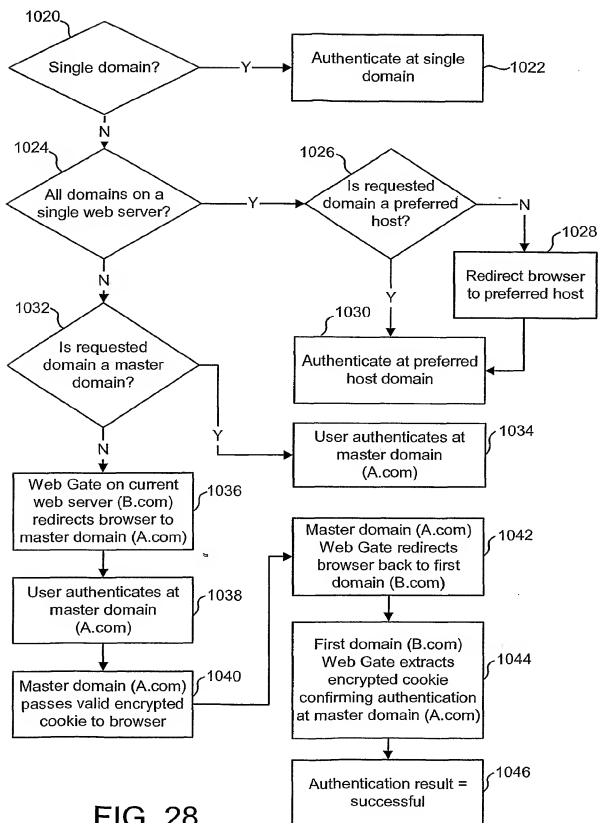 1020
Single domain?
Y
Authenticate at single
domain
1022
N
1024
All domains on a
single web server?
Y
1026
Is requested
domain a preferred
host?
N
1028
Redirect browser
to preferred host
Y
1030
Authenticate at preferred
host domain
N
1032
Is requested
domain a master
domain?
Y
User authenticates at
master domain
(A.com)
1034
N
Web Gate on current
web server (B.com)
redirects browser to
master domain (A.com)
1036
User authenticates at
master domain
(A.com)
1038
Master domain (A.com)
passes valid encrypted
cookie to browser
1040
Master domain (A.com)
Web Gate redirects
browser back to first
domain (B.com)
1042
First domain (B.com)
Web Gate extracts
encrypted cookie
confirming authentication
at master domain (A.com)
1044
Authentication result =
successful
1046
FIG. 28